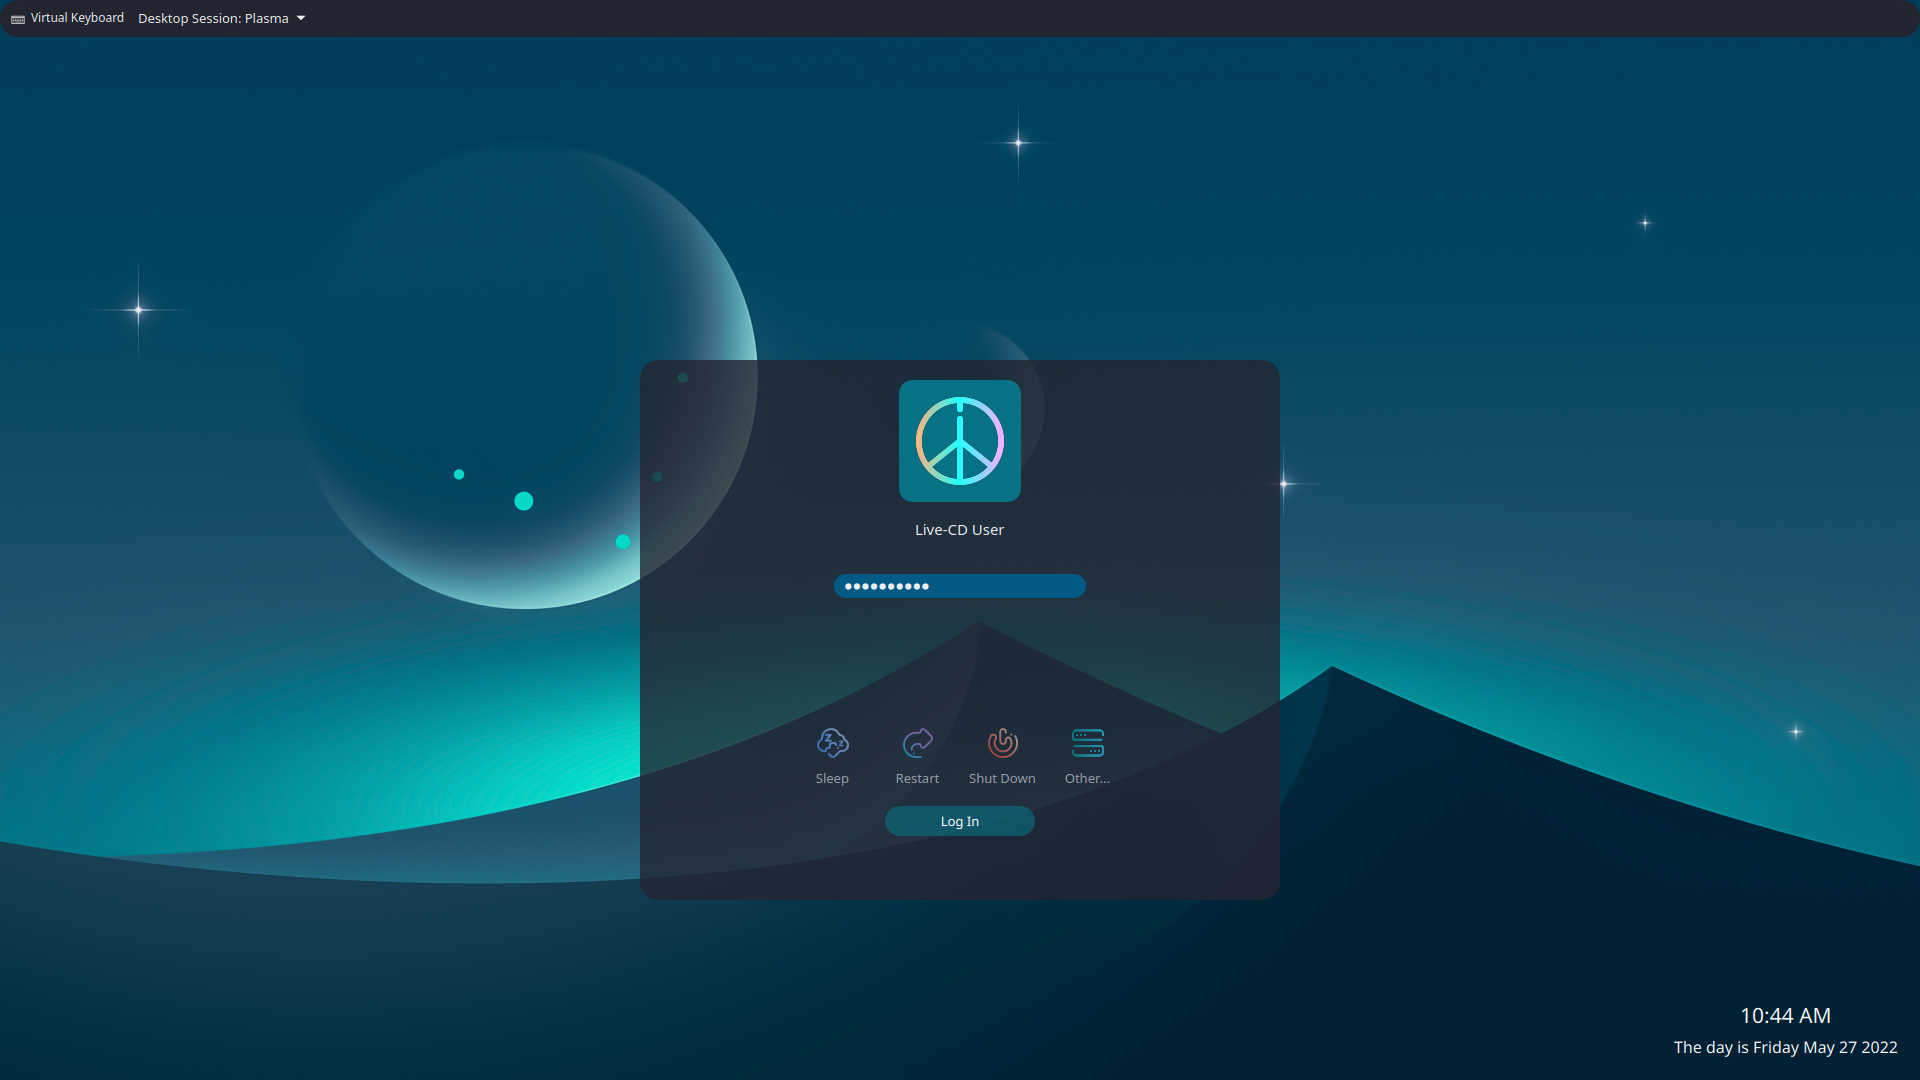 Virtual Keyboard Desktop Session: Plasma
Live-CD User
Sleep Restart Shut Down Other...
Log In
10:44 AM
The day is Friday May 27 2022